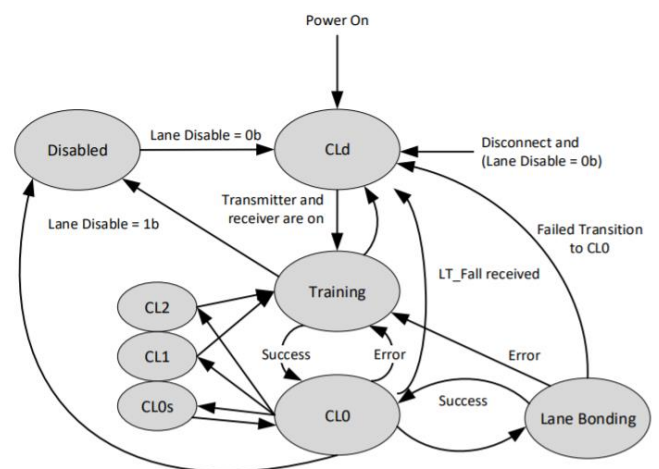 Power On
Disabled
Lane Disable = 0b
CLd
Disconnect and
(Lane Disable = 0b)
Transmitter and
receiver are on
Lane Disable = 1b
Failed Transition
to CL0
LT_Fall received
Training
CL2
CL1
CL0s
Success
Error
Error
CL0
Success
Lane Bonding